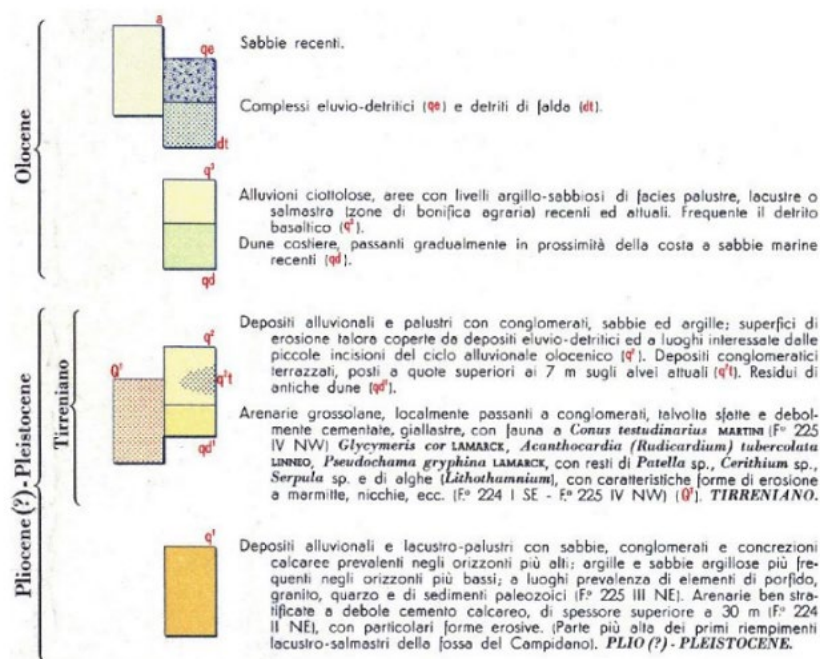 a
qe
Sabbie recenti.
Complessi eluvio-detritici (qe) e detriti di falda (dt).
dt
Olocene
q³
Alluvioni ciottolose, aree con livelli argillo-sabbiosi di facies palustre, lacustre o
salmastra (zone di bonifica agraria) recenti ed attuali. Frequente il detrito
basaltico (q³).
Dune costiere, passanti gradualmente in prossimità della costa a sabbie marine
recenti (qd).
qd
Pliocene(?)-Pleistocene
Tirreniano
Depositi alluvionali e palustri con conglomerati, sabbie ed argille; superfici di
erosione talora coperte da depositi eluvio-detritici ed a luoghi interessate dalle
piccole incisioni del ciclo alluvionale olocenico (q²). Depositi conglomeratici
terrazzati, posti a quote superiori ai 7 m sugli alvei attuali (q²t). Residui di
antiche dune (qd¹).
q²
q²t
Q²
qd¹
Arenarie grossolane, localmente passanti a conglomerati, talvolta sfatte e debol-
mente cementate, giallastre, con fauna a Conus testudinarius MARTINI (F.° 225
IV NW) Glycymeris cor LAMARCK, Acanthocardia (Rudicardium) tubercolata
LINNEO, Pseudochama gryphina LAMARCK, con resti di Patella sp., Cerithium sp.,
Serpula sp. e di alghe (Lithothamnium), con caratteristiche forme di erosione
a marmitte, nicchie, ecc. (F.° 224 I SE - F.° 225 IV NW) (Q²). TIRRENIANO.
q¹
Depositi alluvionali e lacustro-palustri con sabbie, conglomerati e concrezioni
calcaree prevalenti negli orizzonti più alti; argille e sabbie argillose più fre-
quenti negli orizzonti più bassi; a luoghi prevalenza di elementi di porfido,
granito, quarzo e di sedimenti paleozoici (F.° 225 III NE). Arenarie ben stra-
tificate a debole cemento calcareo, di spessore superiore a 30 m (F.° 224
II NE), con particolari forme erosive. (Parte più alta dei primi riempimenti
lacustro-salmastri della fossa del Campidano). PLIO (?) - PLEISTOCENE.